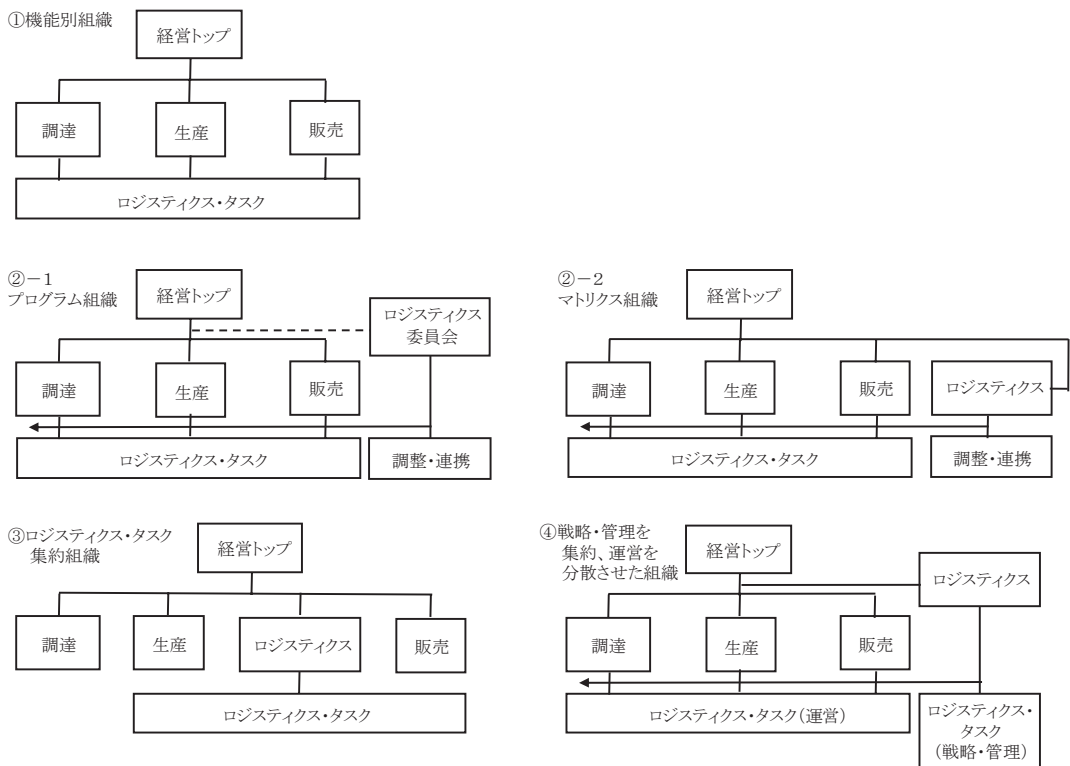 ①機能別組織
経営トップ
調達
生産
販売
ロジスティクス・タスク
②－1
プログラム組織
経営トップ
ロジスティクス
委員会
調達
生産
販売
ロジスティクス・タスク
調整・連携
②－2
マトリクス組織
経営トップ
調達
生産
販売
ロジスティクス
ロジスティクス・タスク
調整・連携
③ロジスティクス・タスク
集約組織
経営トップ
調達
生産
ロジスティクス
販売
ロジスティクス・タスク
④戦略・管理を
集約、運営を
分散させた組織
経営トップ
ロジスティクス
調達
生産
販売
ロジスティクス・タスク(運営)
ロジスティクス・
タスク
(戦略・管理)